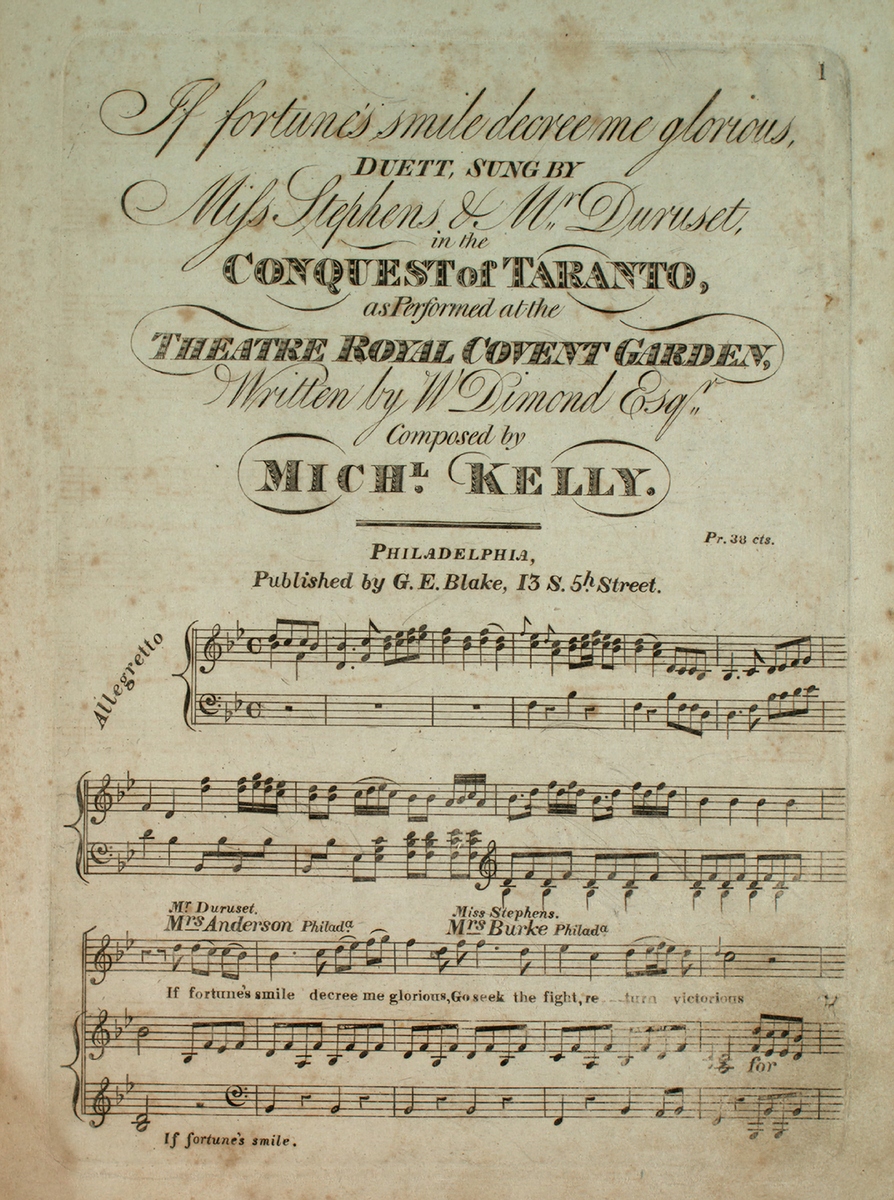 1
If fortune's smile decree me glorious,
DUETT, SUNG BY
Miss Stephens & Mr. Duruset,
in the
CONQUEST of TARANTO,
as Performed at the
THEATRE ROYAL COVENT GARDEN,
Written by W Dimond Esqr.
Composed by
MICHL. KELLY.
Pr. 38 cts.
PHILADELPHIA,
Published by G. E. Blake, 13 S. 5h Street.
Allegretto
Mr Duruset. Miss Stephens.
Mrs Anderson Philada. Mrs Burke Philada
If fortune's smile decree me glorious, Go seek the fight, re turn victorious
for
If fortune's smile.